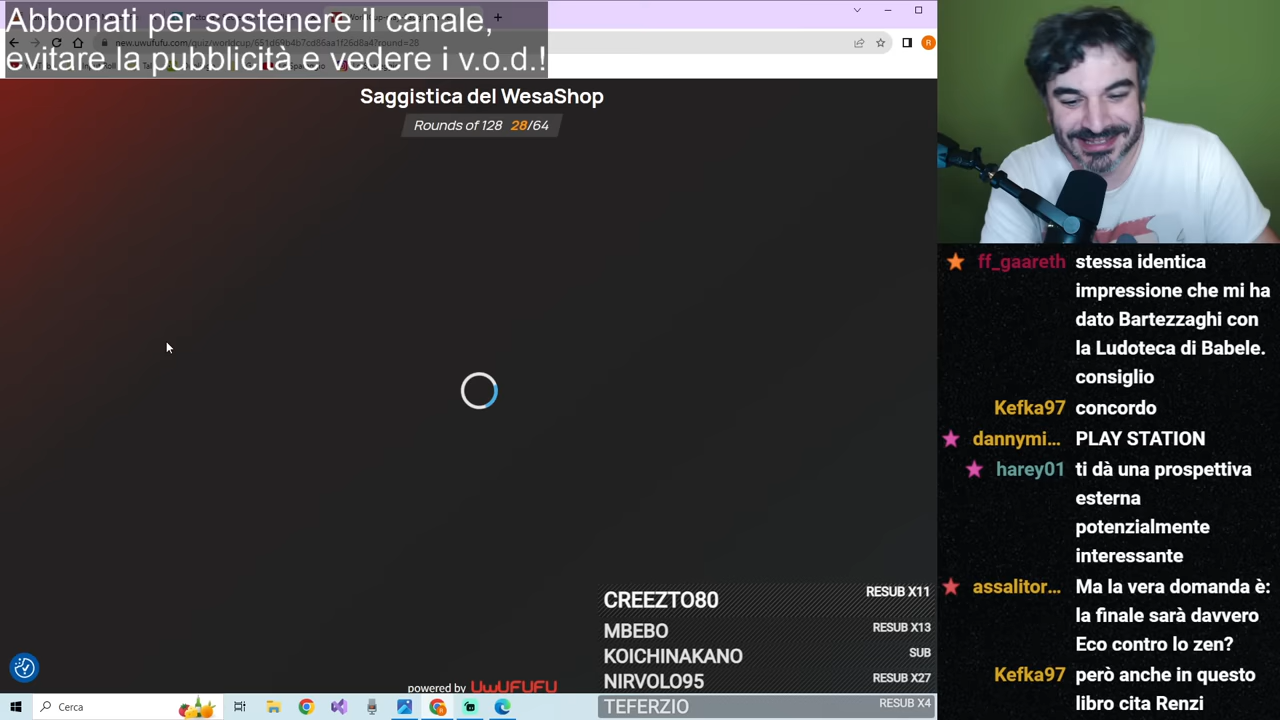 Abbonati per sostenere il canale,
evitare la pubblicità e vedere i v.o.d.!
Saggistica del WesaShop
Rounds of 128 28/64
ff_gaareth stessa identica
impressione che mi ha
dato Bartezzaghi con
la Ludoteca di Babele.
consiglio
Kefka97 concordo
dannymi... PLAY STATION
harey01 ti dà una prospettiva
esterna
potenzialmente
interessante
assalitor... Ma la vera domanda è:
la finale sarà davvero
Eco contro lo zen?
Kefka97 però anche in questo
libro cita Renzi
CREEZTO80 RESUB X11
MBEBO RESUB X13
KOICHINAKANO SUB
NIRVOLO95 RESUB X27
TEFERZIO RESUB X4
powered by UWUFUFU
Cerca